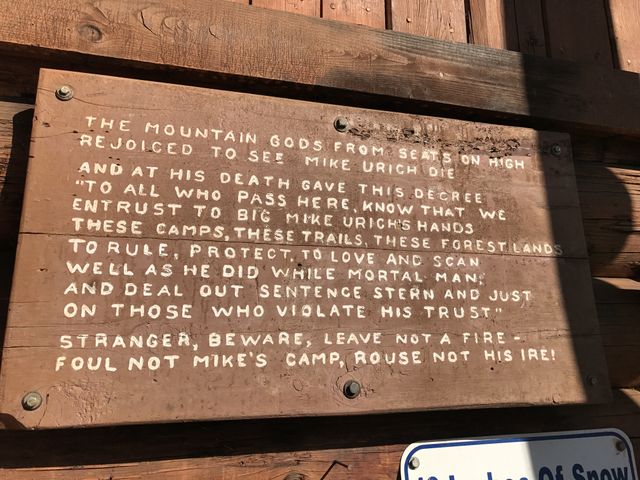 THE MOUNTAIN GODS FROM SEATS ON HIGH
REJOICED TO SEE MIKE URICH DIE
AND AT HIS DEATH GAVE THIS DECREE
"TO ALL WHO PASS HERE, KNOW THAT WE
ENTRUST TO BIG MIKE URICH'S HANDS
THESE CAMPS, THESE TRAILS, THESE FOREST LANDS
TO RULE, PROTECT, TO LOVE AND SCAN
WELL AS HE DID WHILE MORTAL MAN,
AND DEAL OUT SENTENCE STERN AND JUST
ON THOSE WHO VIOLATE HIS TRUST."
STRANGER, BEWARE, LEAVE NOT A FIRE -
FOUL NOT MIKE'S CAMP, ROUSE NOT HIS IRE!
Of Snow